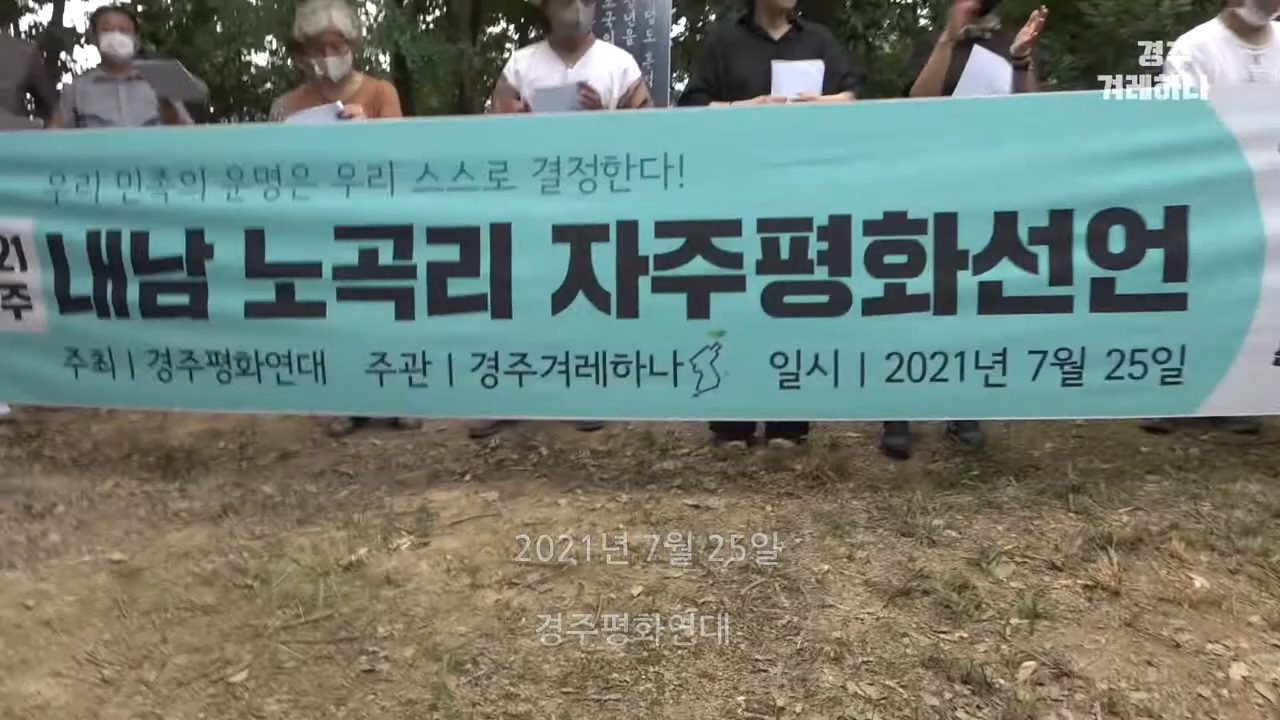 경주
겨레하나
우리 민족의 운명은 우리 스스로 결정한다!
21
주
내남 노곡리 자주평화선언
주최 | 경주평화연대 주관 | 경주겨레하나 일시 | 2021년 7월 25일
2021년 7월 25일
경주평화연대